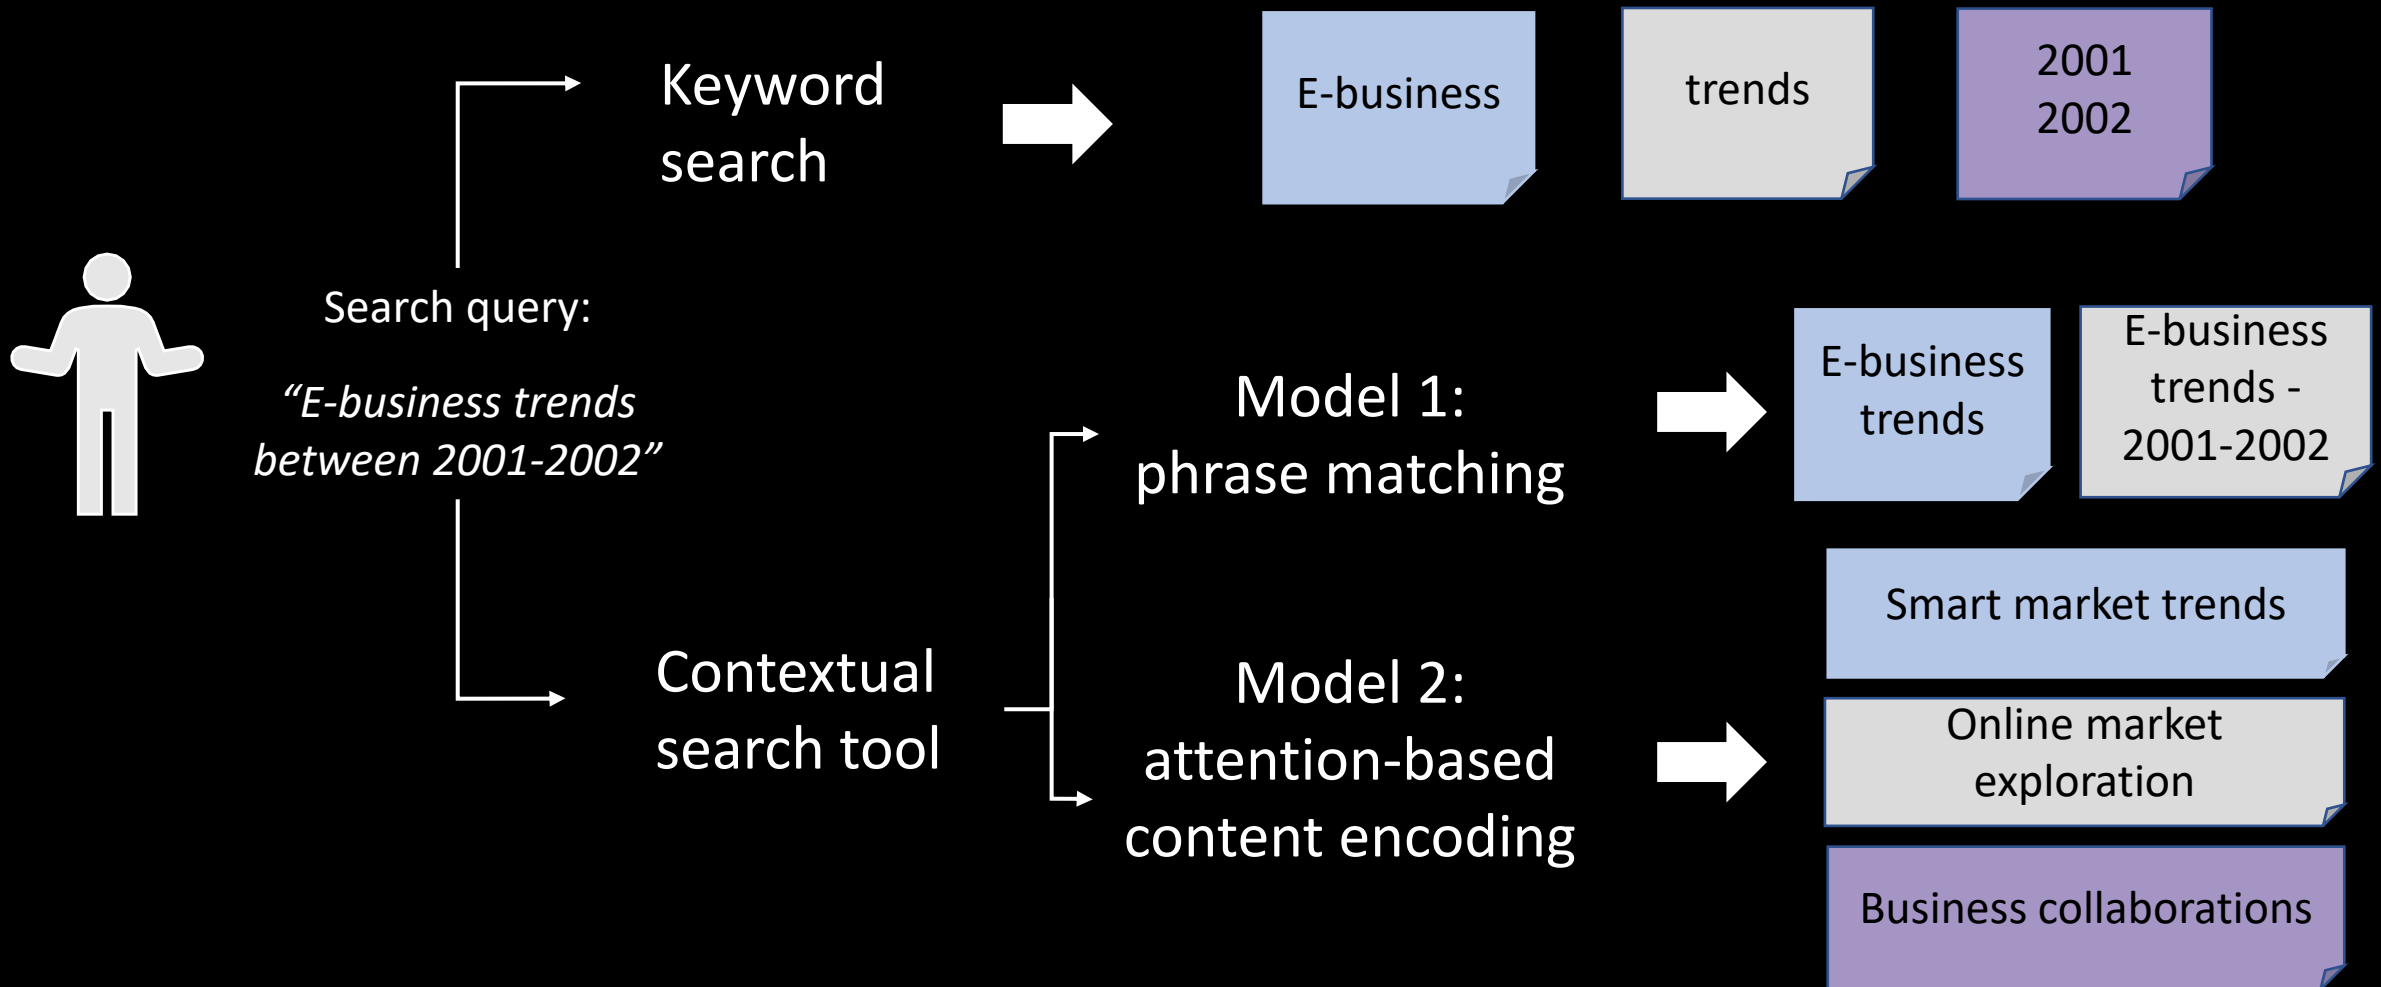 Keyword
search
E-business
trends
2001
2002
Search query:
“E-business trends
between 2001-2002”
Contextual
search tool
Model 1:
phrase matching
E-business
trends
E-business
trends -
2001-2002
Model 2:
attention-based
content encoding
Smart market trends
Online market
exploration
Business collaborations